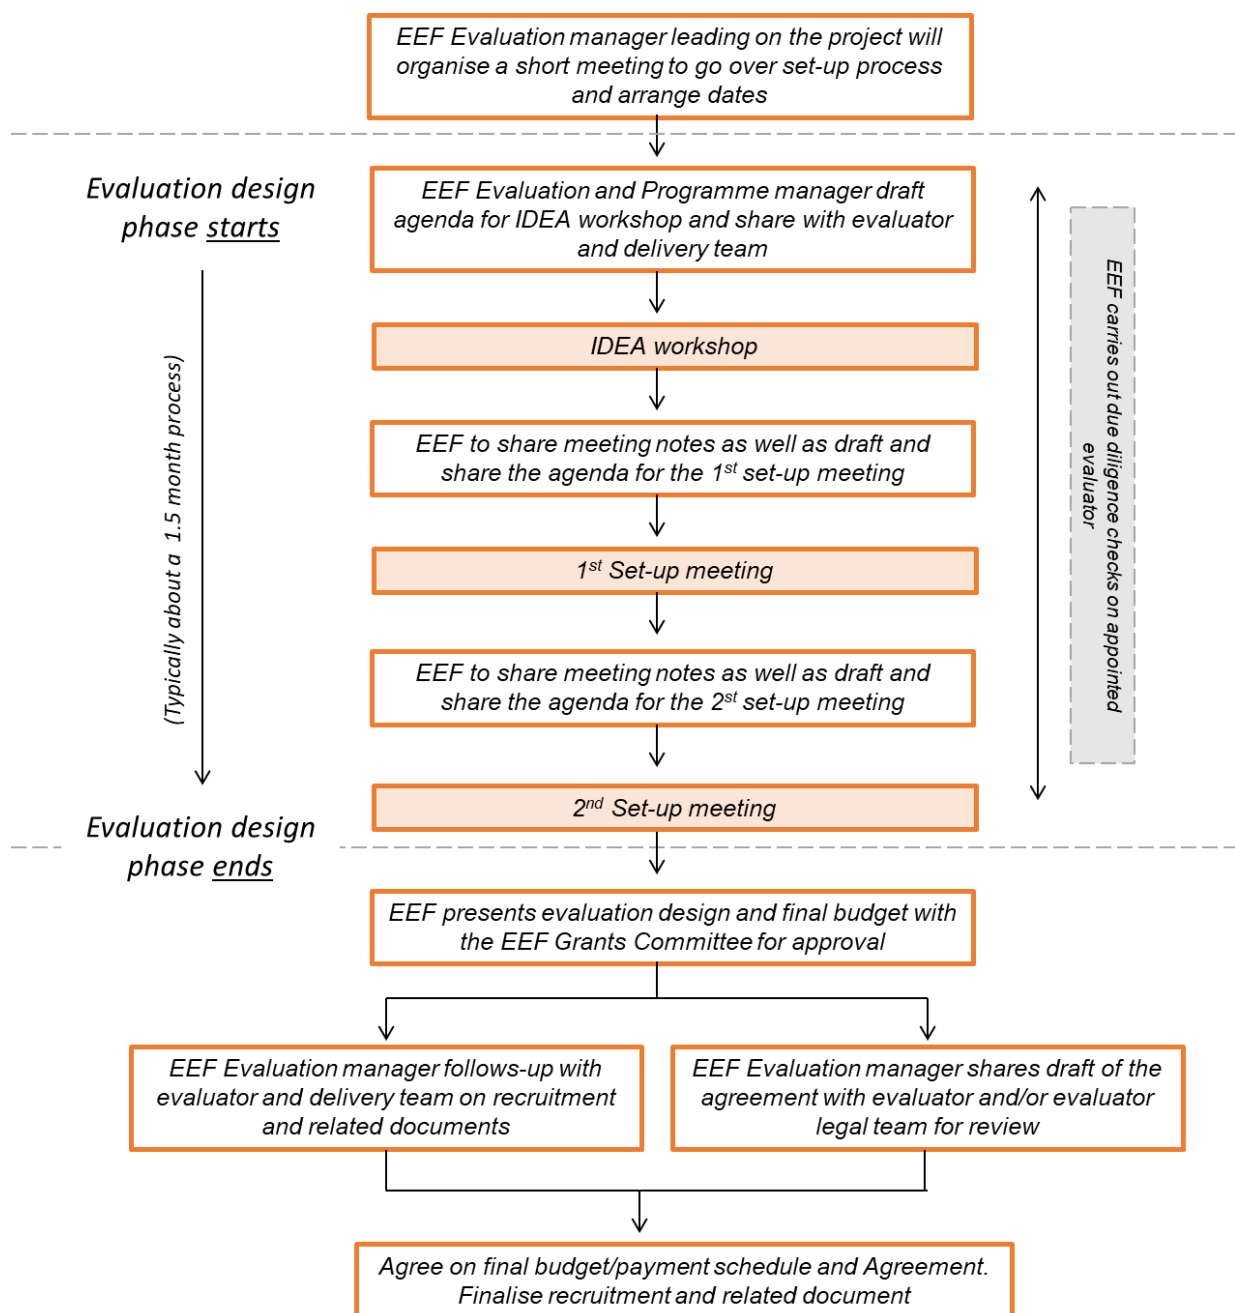 EEF Evaluation manager leading on the project will
organise a short meeting to go over set-up process
and arrange dates
Evaluation design
phase starts
EEF Evaluation and Programme manager draft
agenda for IDEA workshop and share with evaluator
and delivery team
IDEA workshop
EEF to share meeting notes as well as draft and
share the agenda for the 1st set-up meeting
1st Set-up meeting
EEF to share meeting notes as well as draft and
share the agenda for the 2st set-up meeting
2nd Set-up meeting
(Typically about a 1.5 month process)
EEF carries out due diligence checks on appointed
evaluator
Evaluation design
phase ends
EEF presents evaluation design and final budget with
the EEF Grants Committee for approval
EEF Evaluation manager follows-up with
evaluator and delivery team on recruitment
and related documents
EEF Evaluation manager shares draft of the
agreement with evaluator and/or evaluator
legal team for review
Agree on final budget/payment schedule and Agreement.
Finalise recruitment and related document